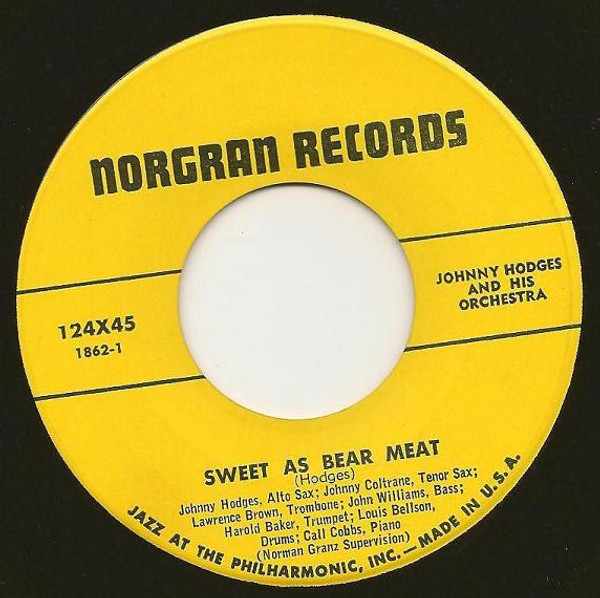 NORGRAN RECORDS
124X45
1862-1
JOHNNY HODGES
AND HIS
ORCHESTRA
SWEET AS BEAR MEAT
(Hodges)
Johnny Hodges, Alto Sax; Johnny Coltrane, Tenor Sax;
Lawrence Brown, Trombone; John Williams, Bass;
Harold Baker, Trumpet; Louis Bellson,
Drums; Call Cobbs, Piano
(Norman Granz Supervision)
JAZZ AT THE PHILHARMONIC, INC.—MADE IN U.S.A.